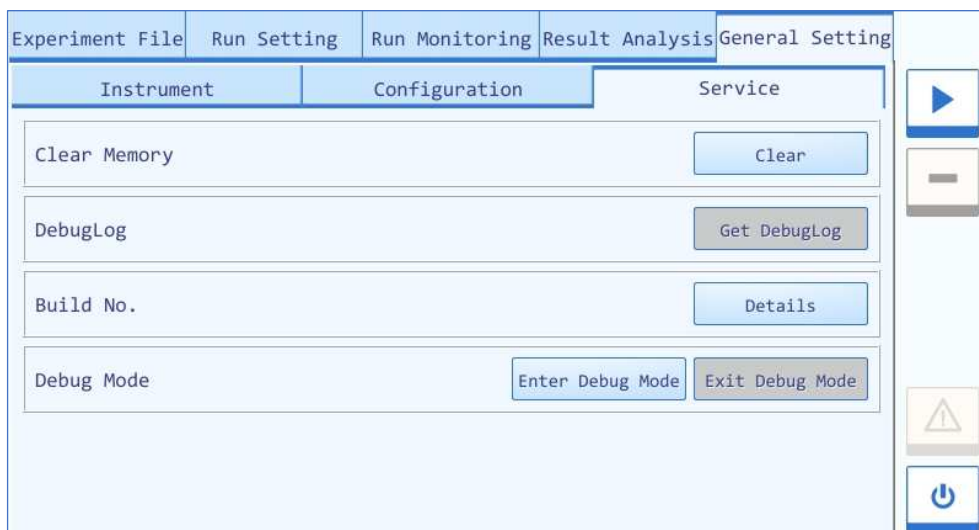 Experiment File Run Setting Run Monitoring Result Analysis General Setting
Instrument Configuration Service
Clear Memory Clear
DebugLog Get DebugLog
Build No. Details
Debug Mode Enter Debug Mode Exit Debug Mode